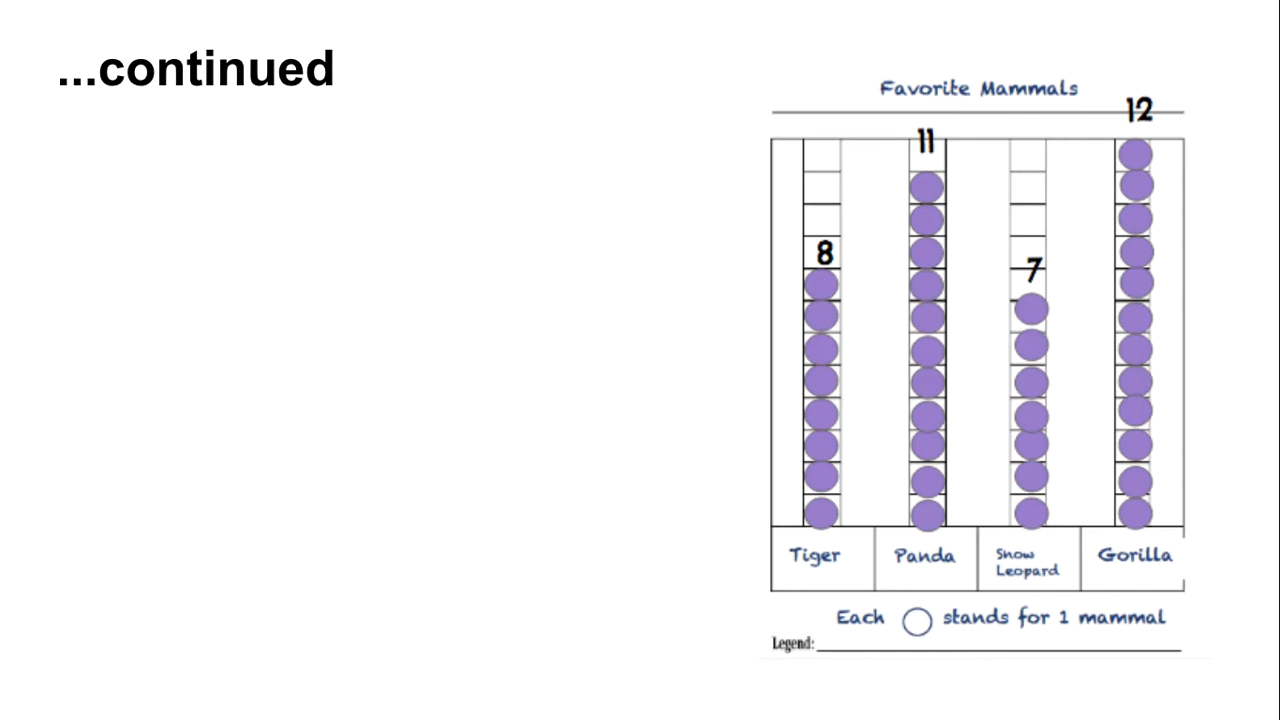 ...continued
Favorite Mammals
12
11
8
7
Tiger Panda Snow Leopard Gorilla
Each stands for 1 mammal
Legend: